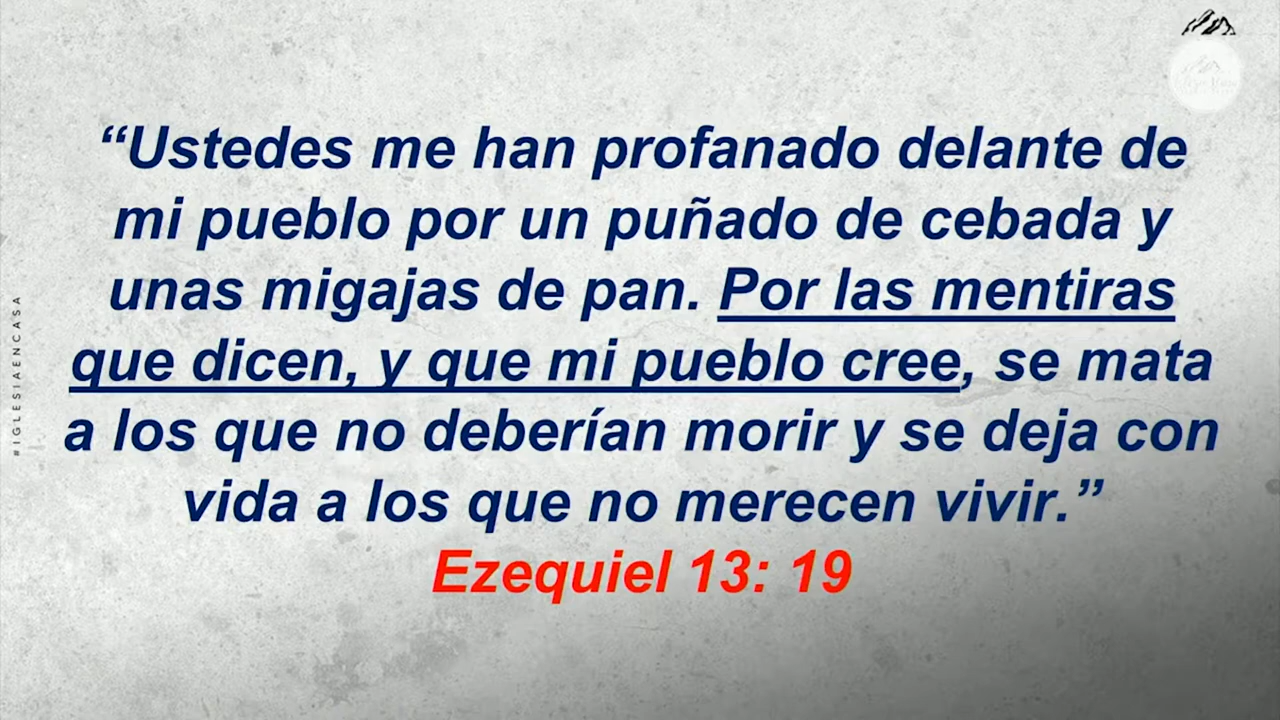 “Ustedes me han profanado delante de
mi pueblo por un puñado de cebada y
unas migajas de pan. Por las mentiras
que dicen, y que mi pueblo cree, se mata
a los que no deberían morir y se deja con
vida a los que no merecen vivir.”
Ezequiel 13: 19
#IGLESIAENCASA